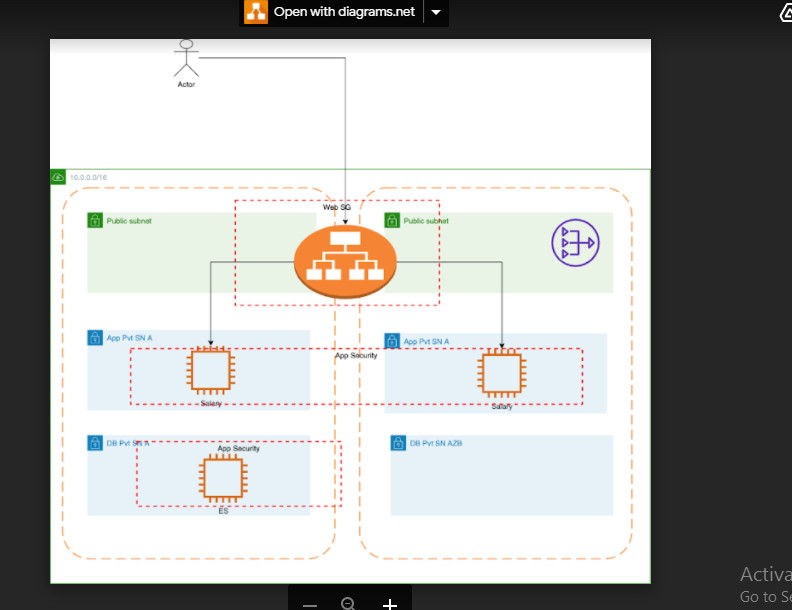 Open with diagrams.net
Actor
10.0.0.0/16
Web SG
Public subnet
Public subnet
App Pvt SN A
App Pvt SN A
App Security
Salary
Salary
DB Pvt SN A
DB Pvt SN AZB
App Security
ES
Activa
Go to Se